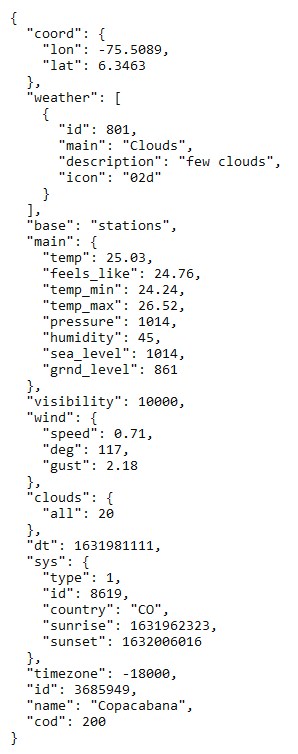 {
  "coord": {
    "lon": -75.5089,
    "lat": 6.3463
  },
  "weather": [
    {
      "id": 801,
      "main": "Clouds",
      "description": "few clouds",
      "icon": "02d"
    }
  ],
  "base": "stations",
  "main": {
    "temp": 25.03,
    "feels_like": 24.76,
    "temp_min": 24.24,
    "temp_max": 26.52,
    "pressure": 1014,
    "humidity": 45,
    "sea_level": 1014,
    "grnd_level": 861
  },
  "visibility": 10000,
  "wind": {
    "speed": 0.71,
    "deg": 117,
    "gust": 2.18
  },
  "clouds": {
    "all": 20
  },
  "dt": 1631981111,
  "sys": {
    "type": 1,
    "id": 8619,
    "country": "CO",
    "sunrise": 1631962323,
    "sunset": 1632006016
  },
  "timezone": -18000,
  "id": 3685949,
  "name": "Copacabana",
  "cod": 200
}